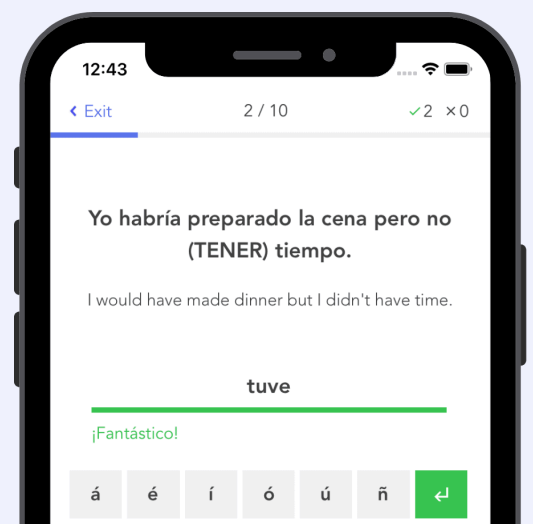 12:43
Exit
2 / 10
✓2 ×0
Yo habría preparado la cena pero no
(TENER) tiempo.
I would have made dinner but I didn't have time.
tuve
¡Fantástico!
á é í ó ú ñ